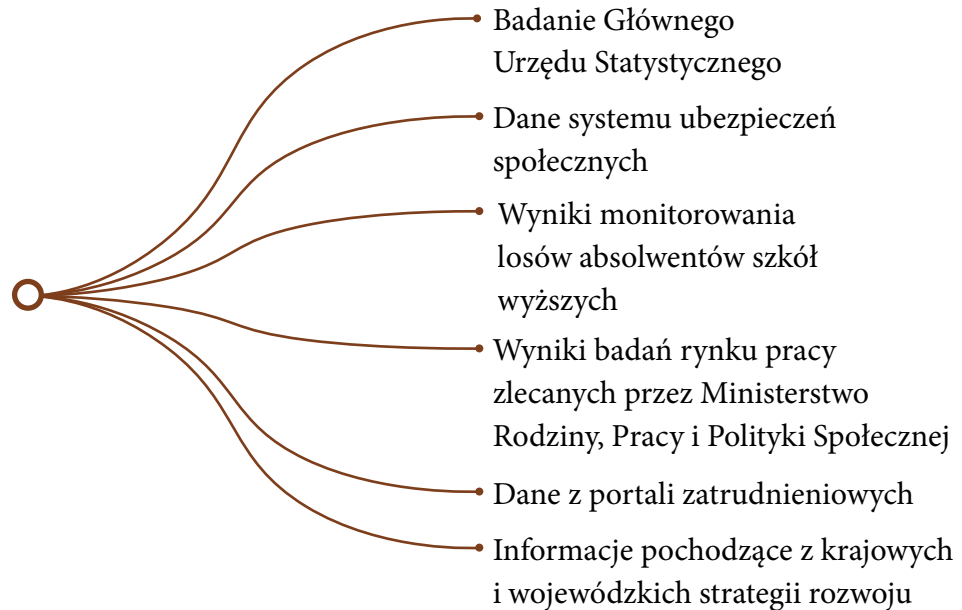 Badanie Głównego
Urzędu Statystycznego
Dane systemu ubezpieczeń
społecznych
Wyniki monitorowania
losów absolwentów szkół
wyższych
Wyniki badań rynku pracy
zlecanych przez Ministerstwo
Rodziny, Pracy i Polityki Społecznej
Dane z portali zatrudnieniowych
Informacje pochodzące z krajowych
i wojewódzkich strategii rozwoju